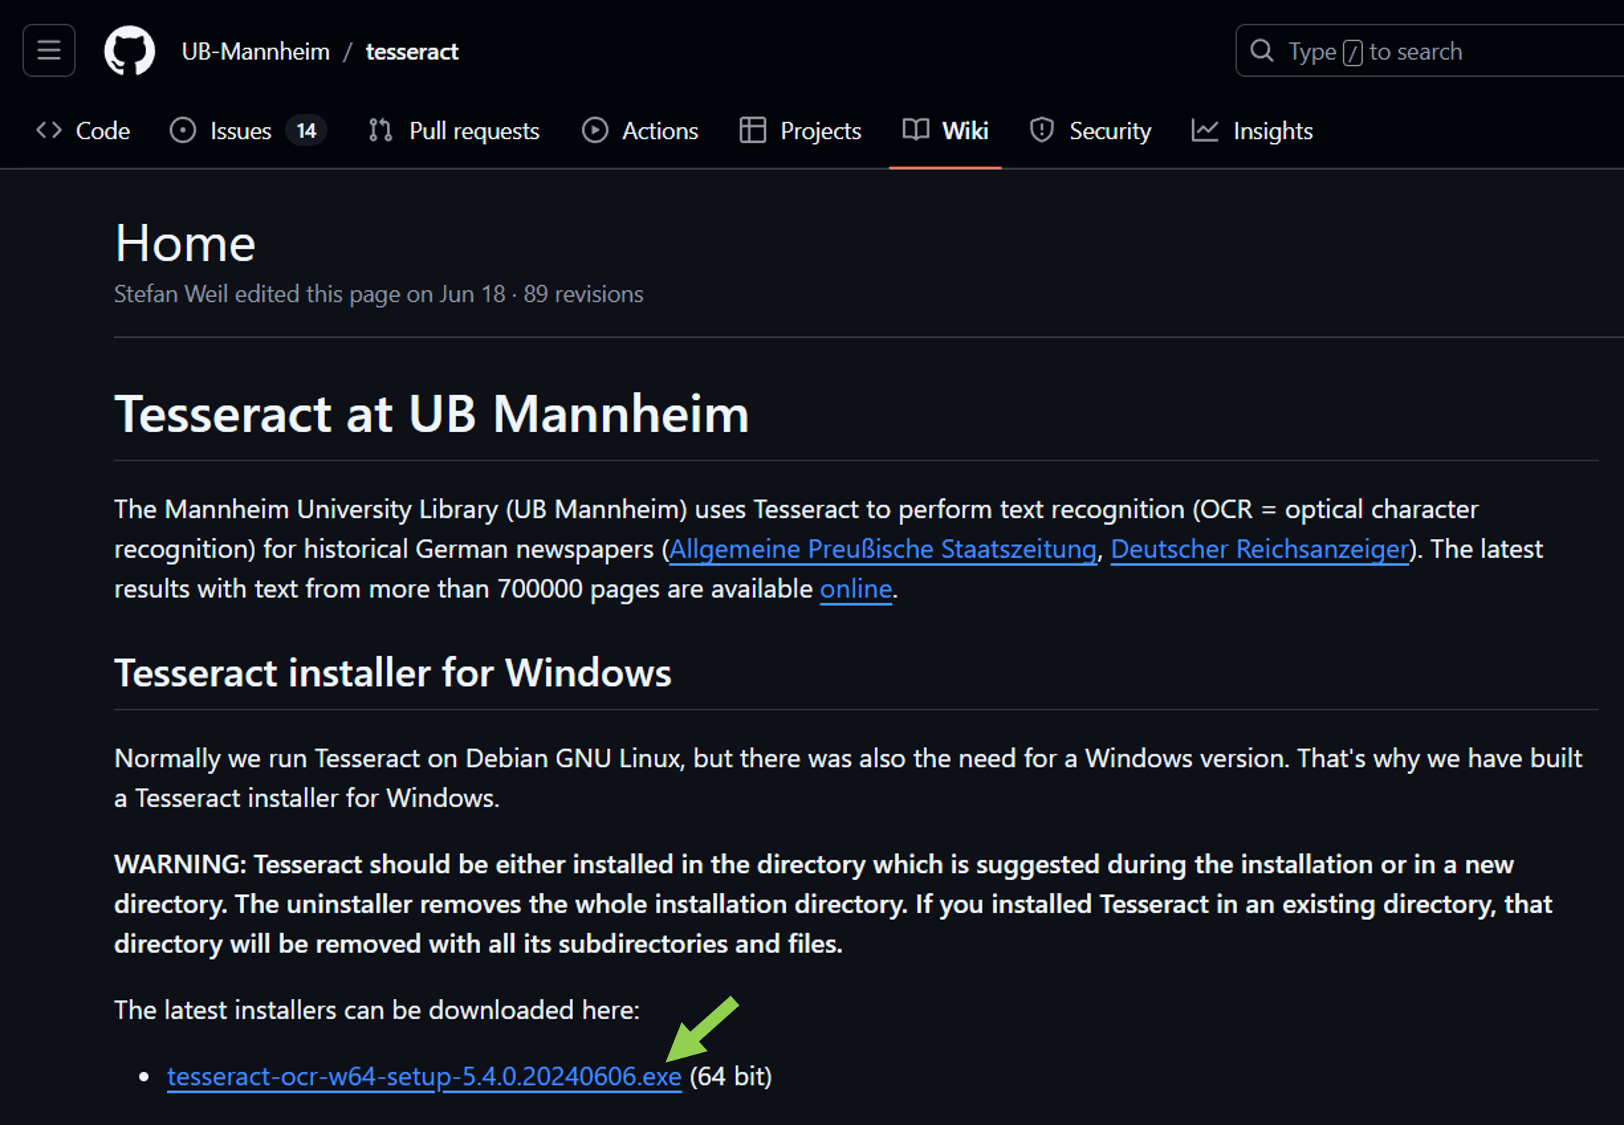 UB-Mannheim / tesseract
Type / to search
Code Issues 14 Pull requests Actions Projects Wiki Security Insights
Home
Stefan Weil edited this page on Jun 18 · 89 revisions
Tesseract at UB Mannheim
The Mannheim University Library (UB Mannheim) uses Tesseract to perform text recognition (OCR = optical character
recognition) for historical German newspapers (Allgemeine Preußische Staatszeitung, Deutscher Reichsanzeiger). The latest
results with text from more than 700000 pages are available online.
Tesseract installer for Windows
Normally we run Tesseract on Debian GNU Linux, but there was also the need for a Windows version. That's why we have built
a Tesseract installer for Windows.
WARNING: Tesseract should be either installed in the directory which is suggested during the installation or in a new
directory. The uninstaller removes the whole installation directory. If you installed Tesseract in an existing directory, that
directory will be removed with all its subdirectories and files.
The latest installers can be downloaded here:
• tesseract-ocr-w64-setup-5.4.0.20240606.exe (64 bit)